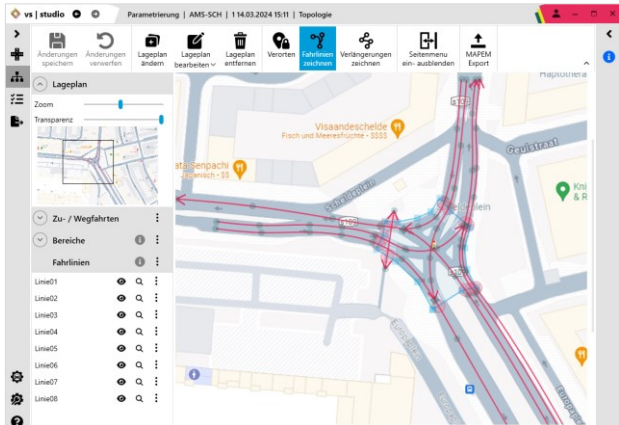 vs | studio
Parametrierung | AMS-SCH | 1 14.03.2024 15:11 | Topologie
Änderungen speichern
Änderungen verwerfen
Lageplan ändern
Lageplan bearbeiten
Lageplan entfernen
Verorten
Fahrlinien zeichnen
Verlängerungen zeichnen
Seitenmenu ein- ausblenden
MAPEM Export
Lageplan
Zoom
Transparenz
Zu- / Wegfahrten
Bereiche
Fahrlinien
Linie01
Linie02
Linie03
Linie04
Linie05
Linie06
Linie07
Linie08
Visaandeschelde
Fisch und Meeresfrüchte - $$$$
Geulstraat
Scheldeplein
s109